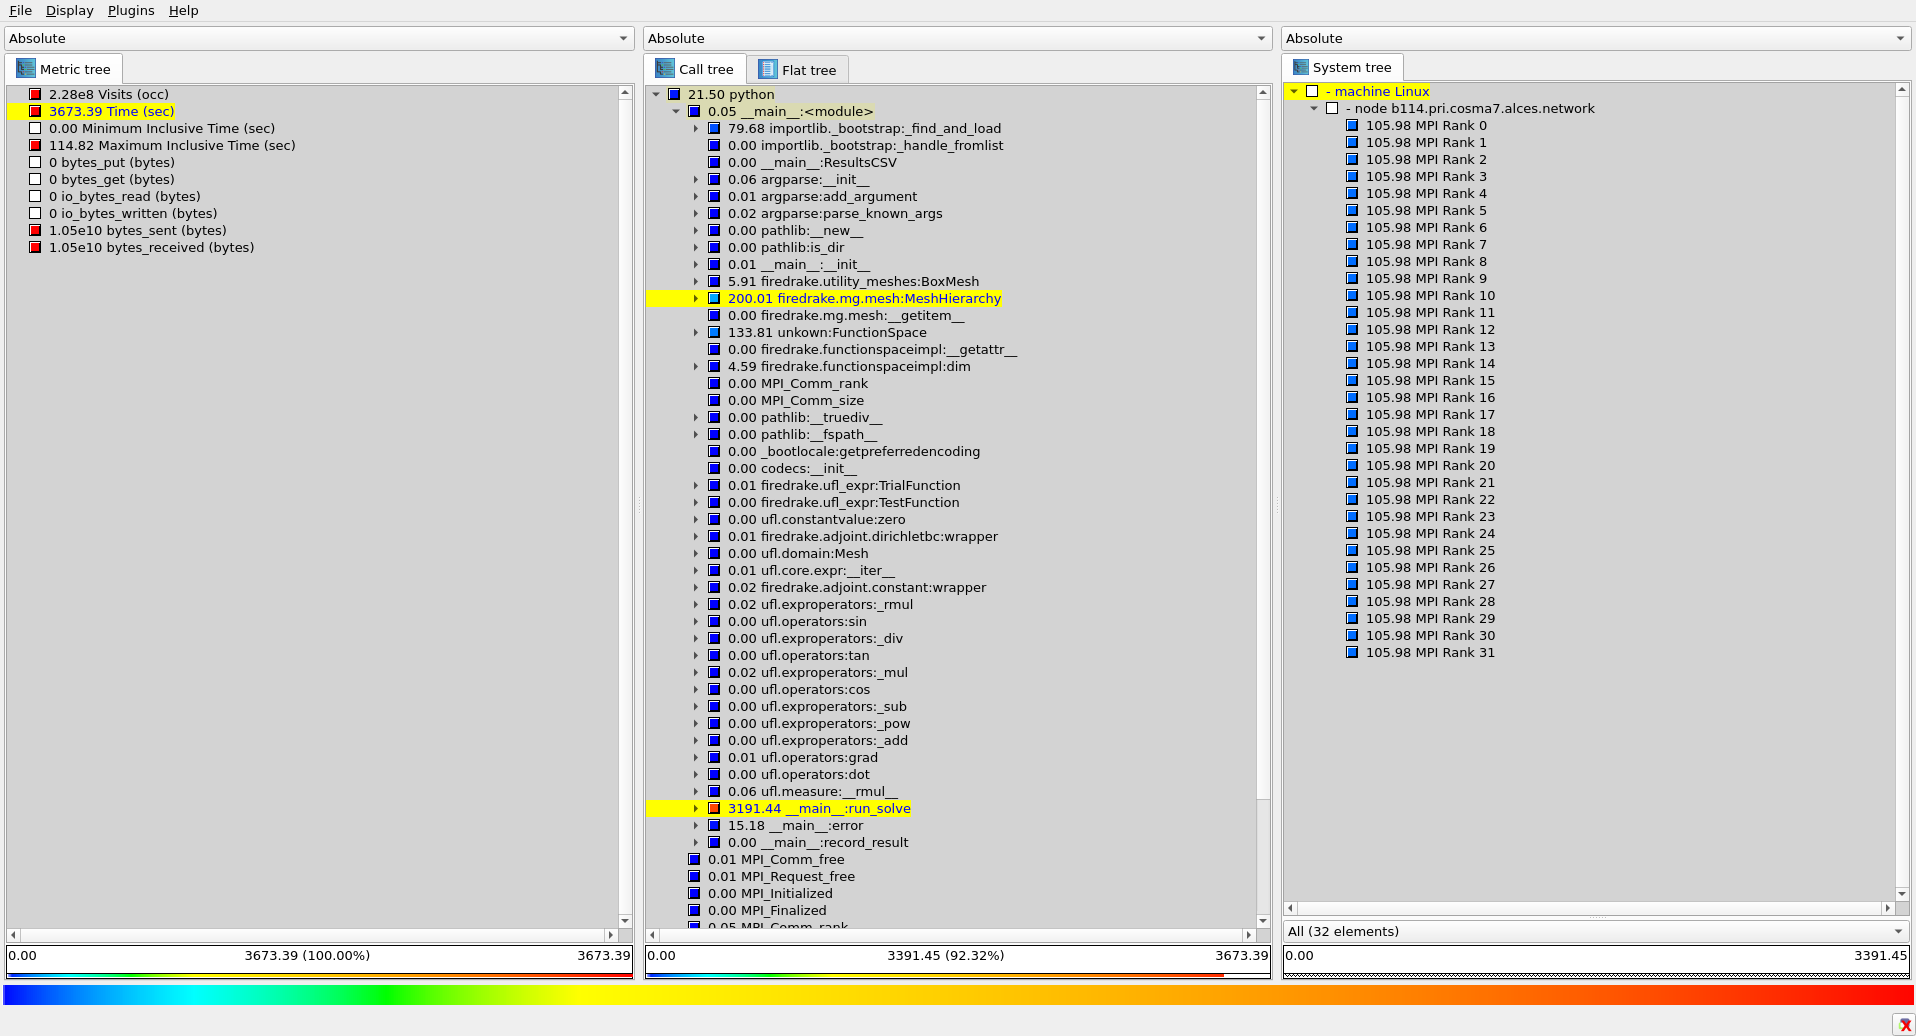 File Display Plugins Help
Absolute
Metric tree
2.28e8 Visits (occ)
3673.39 Time (sec)
0.00 Minimum Inclusive Time (sec)
114.82 Maximum Inclusive Time (sec)
0 bytes_put (bytes)
0 bytes_get (bytes)
0 io_bytes_read (bytes)
0 io_bytes_written (bytes)
1.05e10 bytes_sent (bytes)
1.05e10 bytes_received (bytes)
0.00 3673.39 (100.00%) 3673.39
Absolute
Call tree Flat tree
21.50 python
0.05 __main__:<module>
79.68 importlib._bootstrap:_find_and_load
0.00 importlib._bootstrap:_handle_fromlist
0.00 __main__:ResultsCSV
0.06 argparse:__init__
0.01 argparse:add_argument
0.02 argparse:parse_known_args
0.00 pathlib:__new__
0.00 pathlib:is_dir
0.01 __main__:__init__
5.91 firedrake.utility_meshes:BoxMesh
200.01 firedrake.mg.mesh:MeshHierarchy
0.00 firedrake.mg.mesh:__getitem__
133.81 unkown:FunctionSpace
0.00 firedrake.functionspaceimpl:__getattr__
4.59 firedrake.functionspaceimpl:dim
0.00 MPI_Comm_rank
0.00 MPI_Comm_size
0.00 pathlib:__truediv__
0.00 pathlib:__fspath__
0.00 _bootlocale:getpreferredencoding
0.00 codecs:__init__
0.01 firedrake.ufl_expr:TrialFunction
0.00 firedrake.ufl_expr:TestFunction
0.00 ufl.constantvalue:zero
0.01 firedrake.adjoint.dirichletbc:wrapper
0.00 ufl.domain:Mesh
0.01 ufl.core.expr:__iter__
0.02 firedrake.adjoint.constant:wrapper
0.02 ufl.exproperators:_rmul
0.00 ufl.operators:sin
0.00 ufl.exproperators:_div
0.00 ufl.operators:tan
0.02 ufl.exproperators:_mul
0.00 ufl.operators:cos
0.00 ufl.exproperators:_sub
0.00 ufl.exproperators:_pow
0.00 ufl.exproperators:_add
0.01 ufl.operators:grad
0.00 ufl.operators:dot
0.06 ufl.measure:__rmul__
3191.44 __main__:run_solve
15.18 __main__:error
0.00 __main__:record_result
0.01 MPI_Comm_free
0.01 MPI_Request_free
0.00 MPI_Initialized
0.00 MPI_Finalized
0.05 MPI_Comm_rank
0.00 3391.45 (92.32%) 3673.39
Absolute
System tree
- machine Linux
- node b114.pri.cosma7.alces.network
105.98 MPI Rank 0
105.98 MPI Rank 1
105.98 MPI Rank 2
105.98 MPI Rank 3
105.98 MPI Rank 4
105.98 MPI Rank 5
105.98 MPI Rank 6
105.98 MPI Rank 7
105.98 MPI Rank 8
105.98 MPI Rank 9
105.98 MPI Rank 10
105.98 MPI Rank 11
105.98 MPI Rank 12
105.98 MPI Rank 13
105.98 MPI Rank 14
105.98 MPI Rank 15
105.98 MPI Rank 16
105.98 MPI Rank 17
105.98 MPI Rank 18
105.98 MPI Rank 19
105.98 MPI Rank 20
105.98 MPI Rank 21
105.98 MPI Rank 22
105.98 MPI Rank 23
105.98 MPI Rank 24
105.98 MPI Rank 25
105.98 MPI Rank 26
105.98 MPI Rank 27
105.98 MPI Rank 28
105.98 MPI Rank 29
105.98 MPI Rank 30
105.98 MPI Rank 31
All (32 elements)
0.00 3391.45